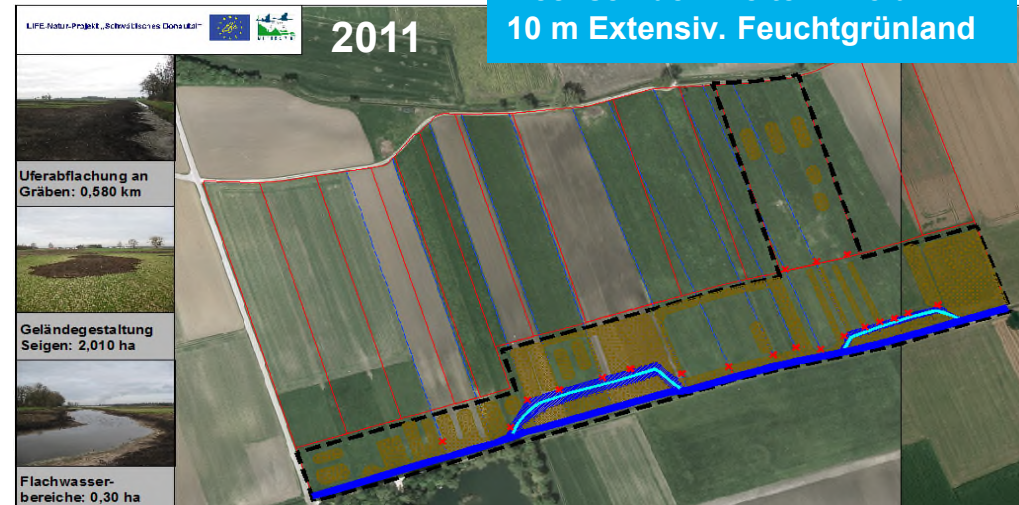 LIFE-Natur-Projekt „Schwäbisches Donautal“
2011
10 m Extensiv. Feuchtgrünland
Uferabflachung an
Gräben: 0,580 km
Geländegestaltung
Seigen: 2,010 ha
Flachwasser-
bereiche: 0,30 ha